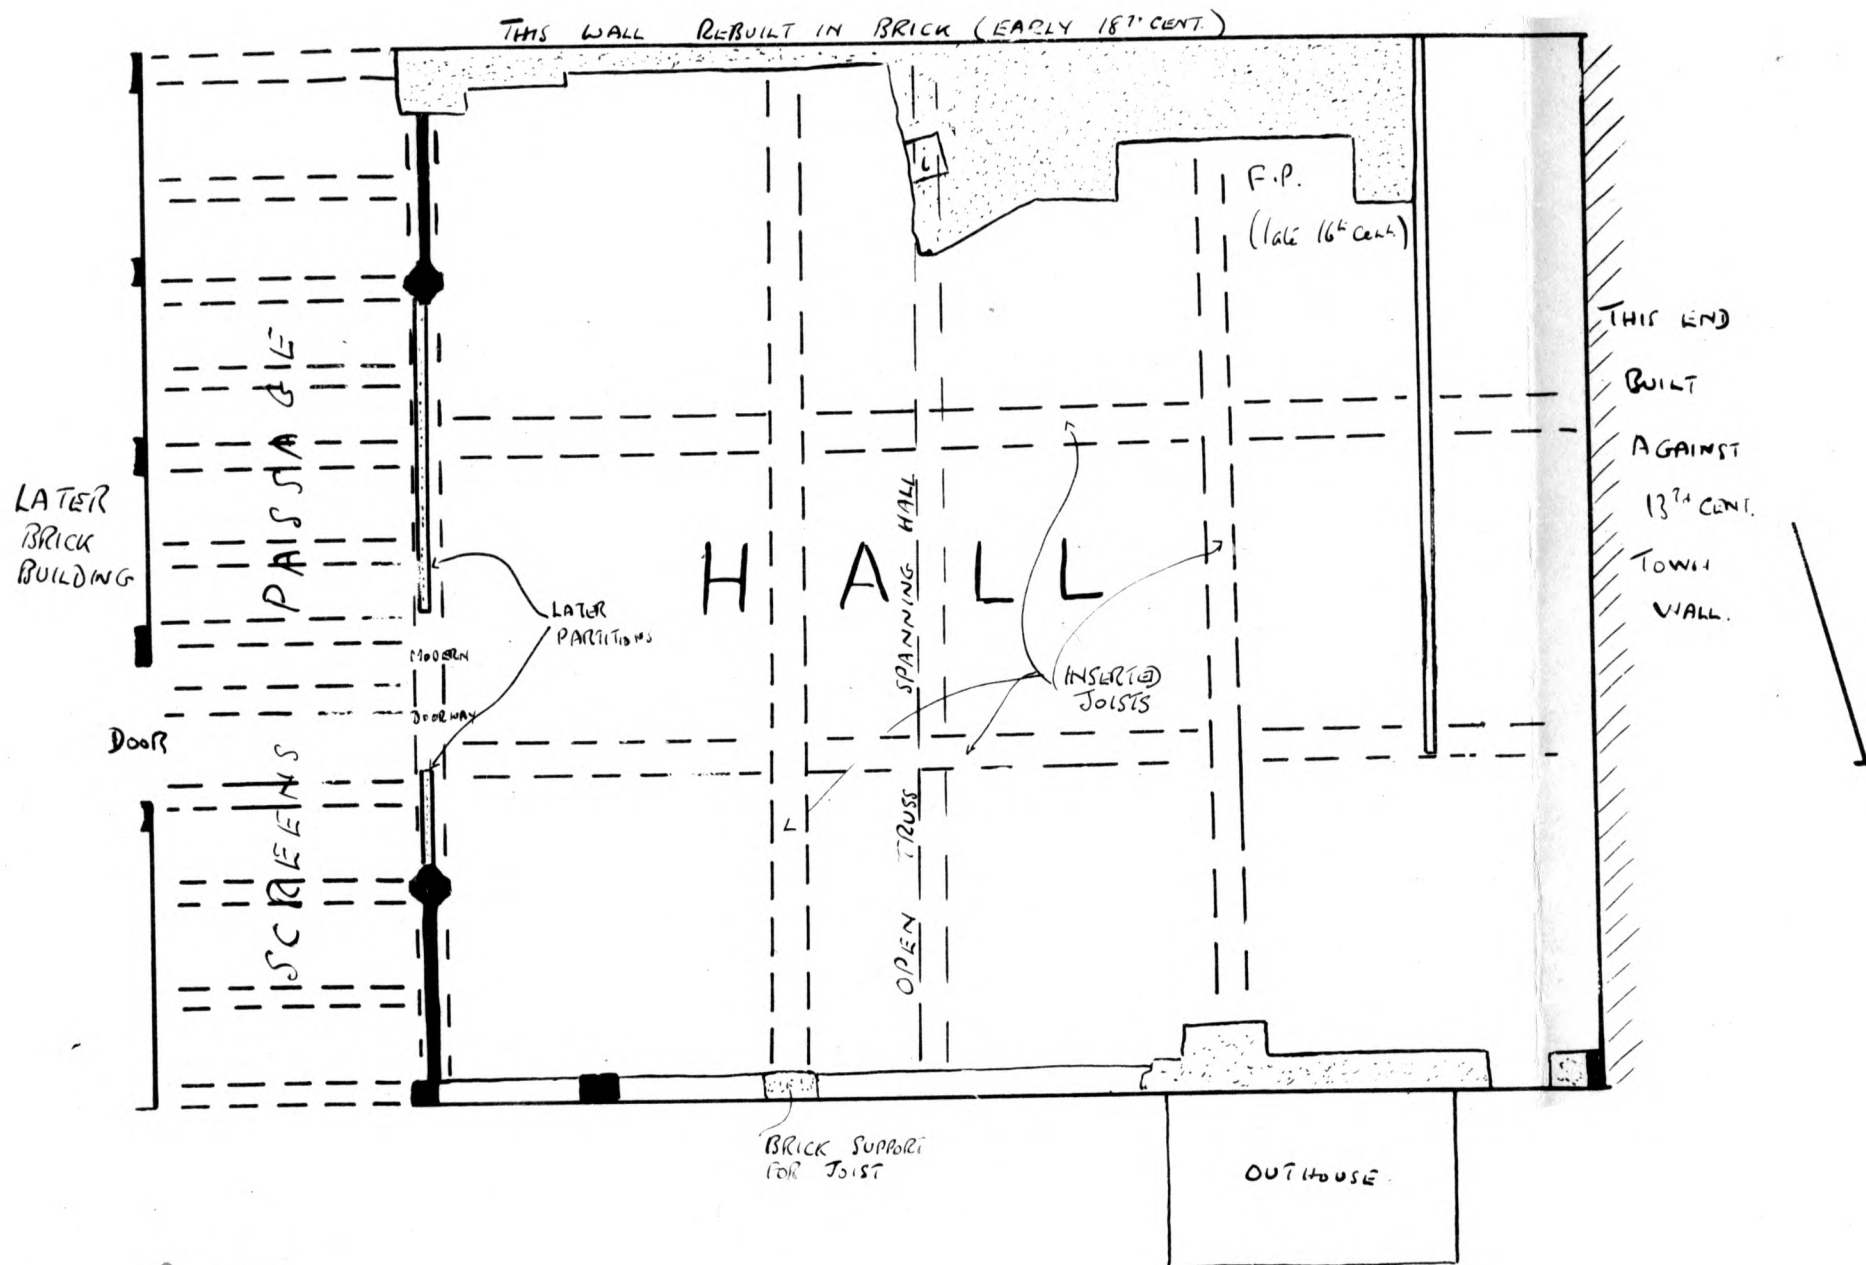 THIS WALL REBUILT IN BRICK (EARLY 18TH CENT.)
i
F.P.
(late 16th Cent.)
THIS END
BUILT
AGAINST
13TH CENT.
TOWN
WALL.
LATER
BRICK
BUILDING
SCREENS PASSAGE
DOOR
MODERN
DOORWAY
LATER
PARTITIONS
HALL
OPEN TRUSS SPANNING HALL
INSERTED
JOISTS
L
BRICK SUPPORT
FOR JOIST
OUTHOUSE